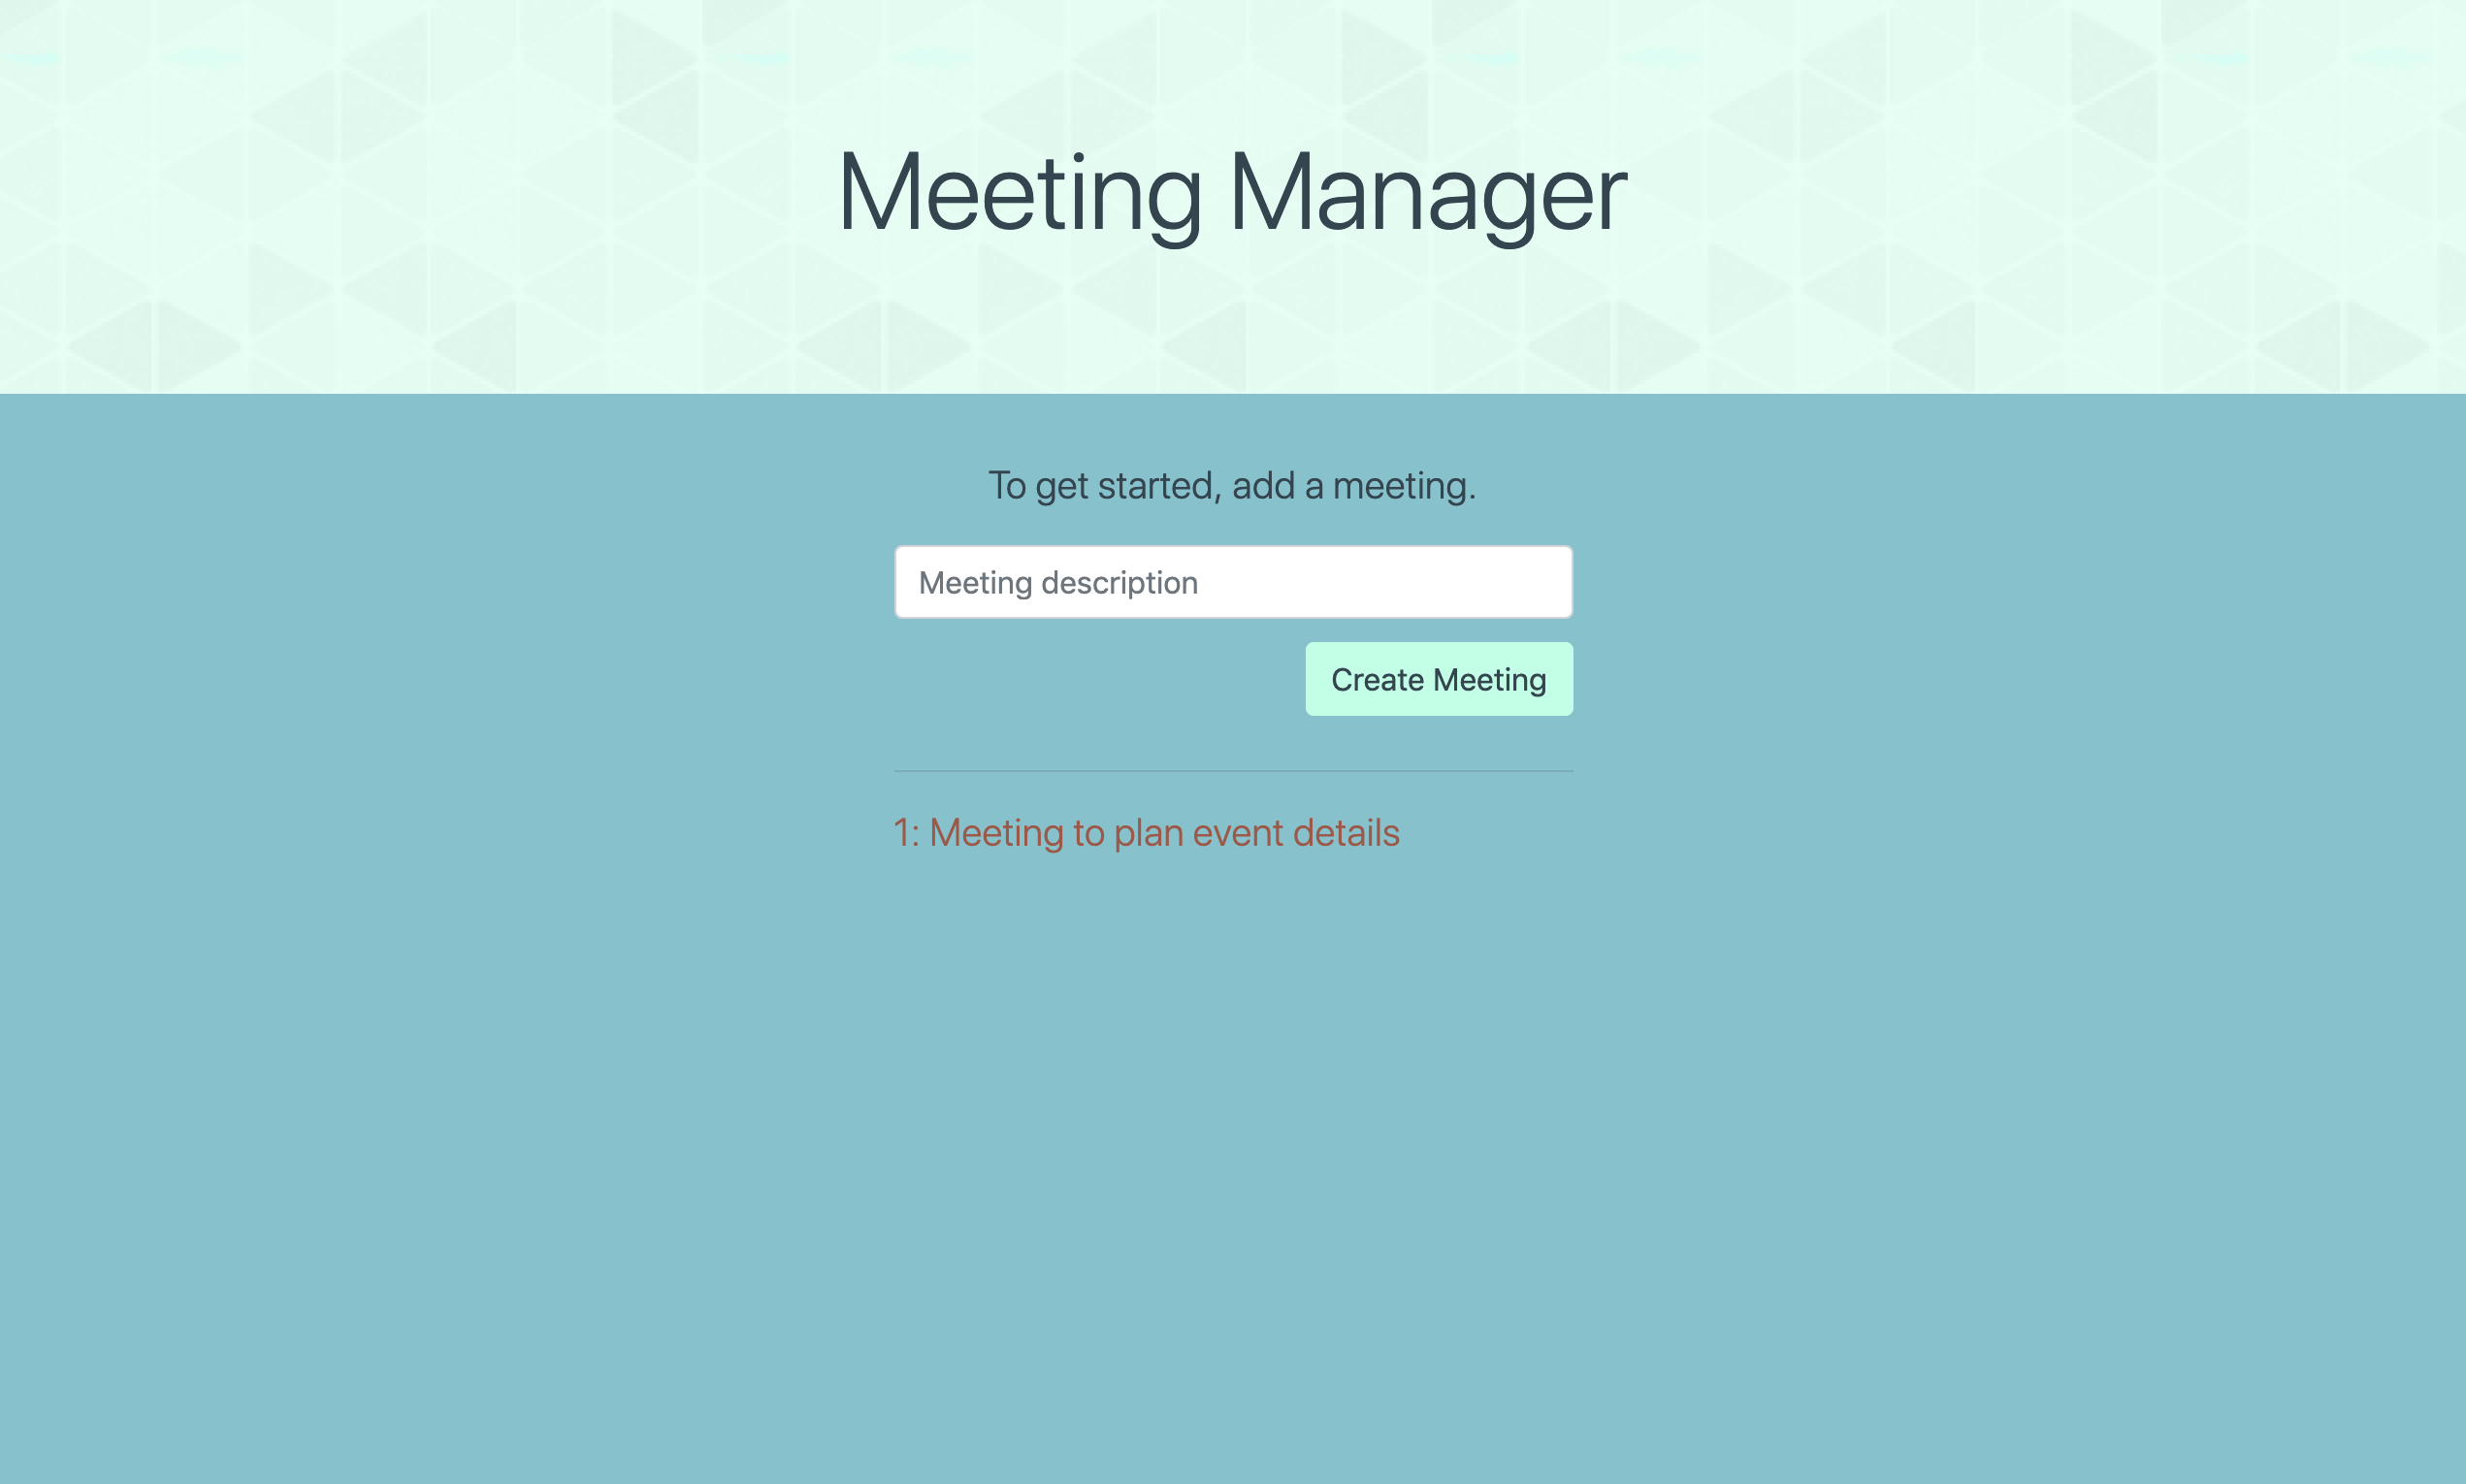 Meeting Manager
To get started, add a meeting.
Meeting description
Create Meeting
1: Meeting to plan event details